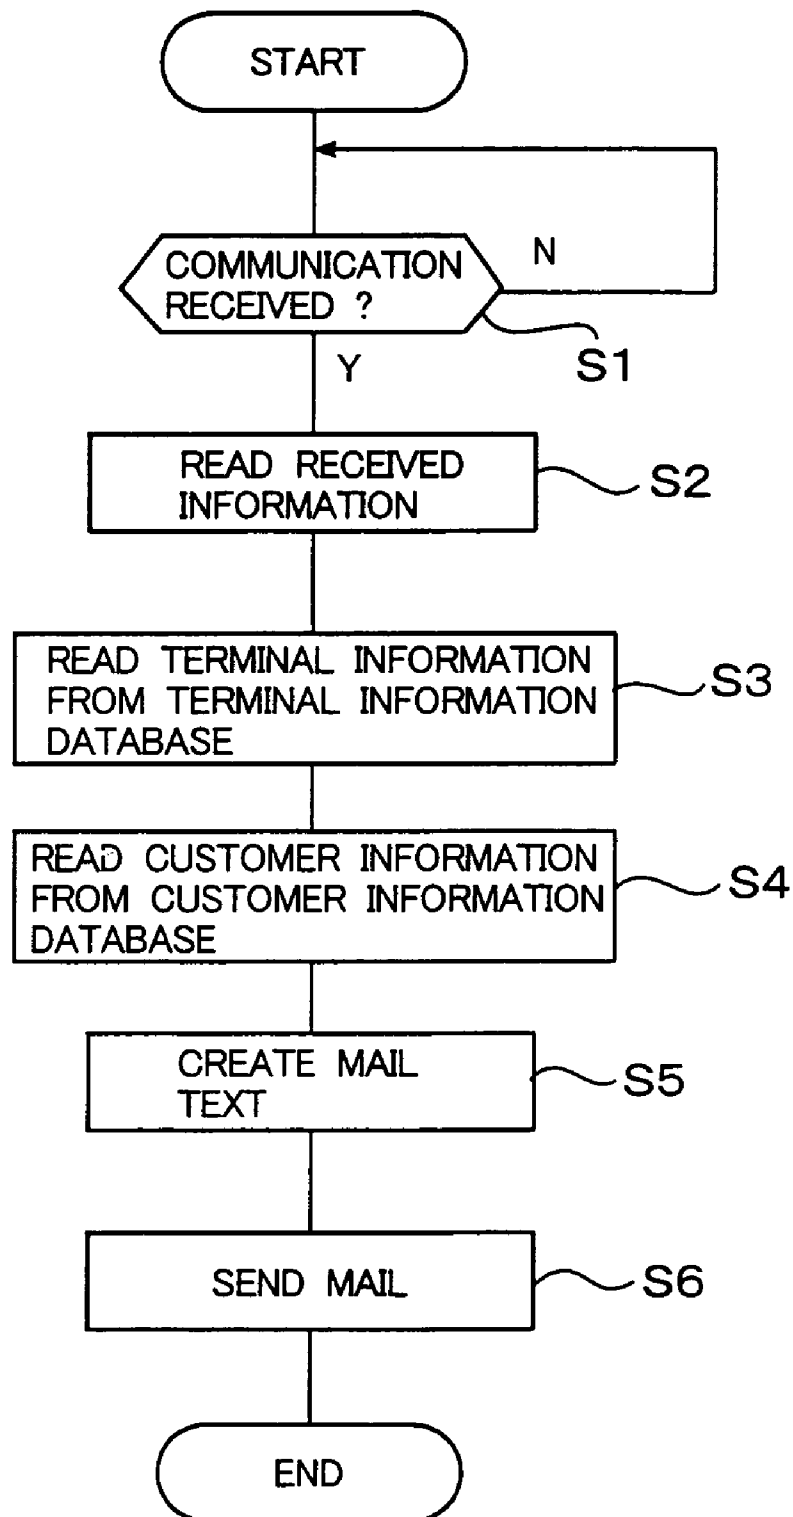 START
COMMUNICATION
RECEIVED ?
N
S1
Y
READ RECEIVED
INFORMATION
S2
READ TERMINAL INFORMATION
FROM TERMINAL INFORMATION
DATABASE
S3
READ CUSTOMER INFORMATION
FROM CUSTOMER INFORMATION
DATABASE
S4
CREATE MAIL
TEXT
S5
SEND MAIL
S6
END